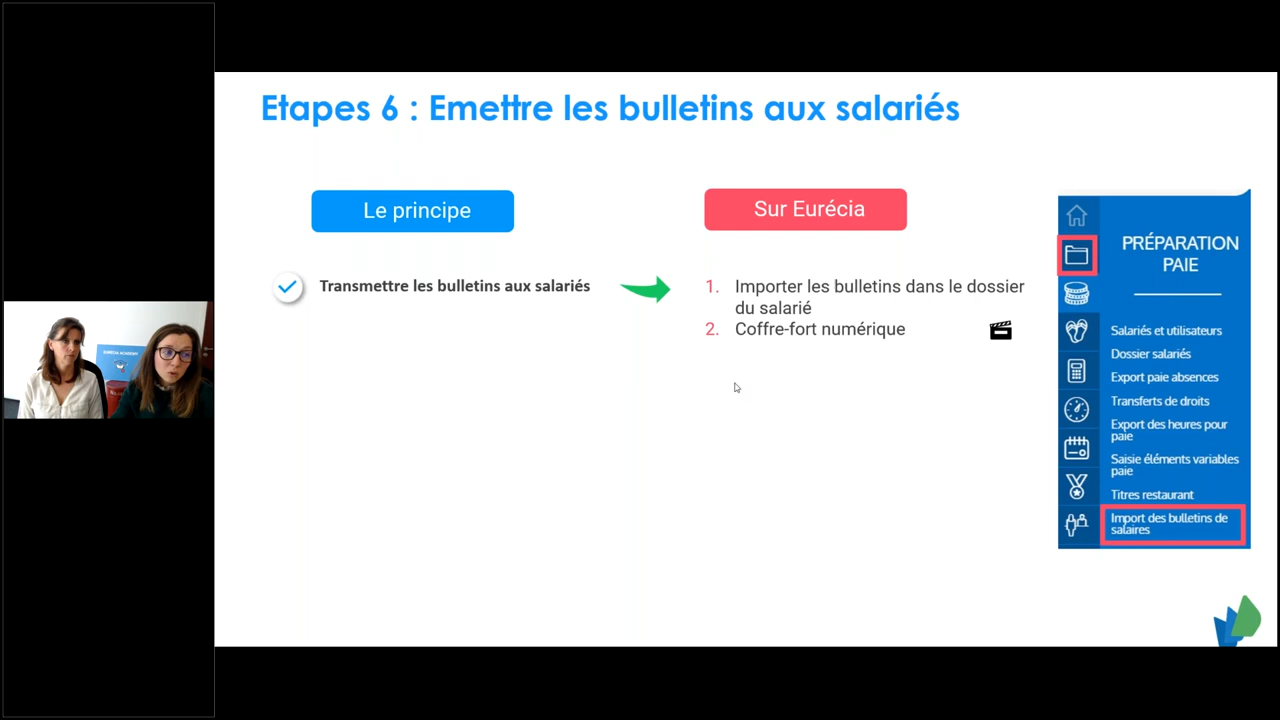 Etapes 6 : Emettre les bulletins aux salariés
Le principe
Sur Eurécia
Transmettre les bulletins aux salariés
1. Importer les bulletins dans le dossier
du salarié
2. Coffre-fort numérique
PRÉPARATION
PAIE
Salariés et utilisateurs
Dossier salariés
Export paie absences
Transferts de droits
Export des heures pour
paie
Saisie éléments variables
paie
Titres restaurant
Import des bulletins de
salaires
EURÉCIA ACADEMY